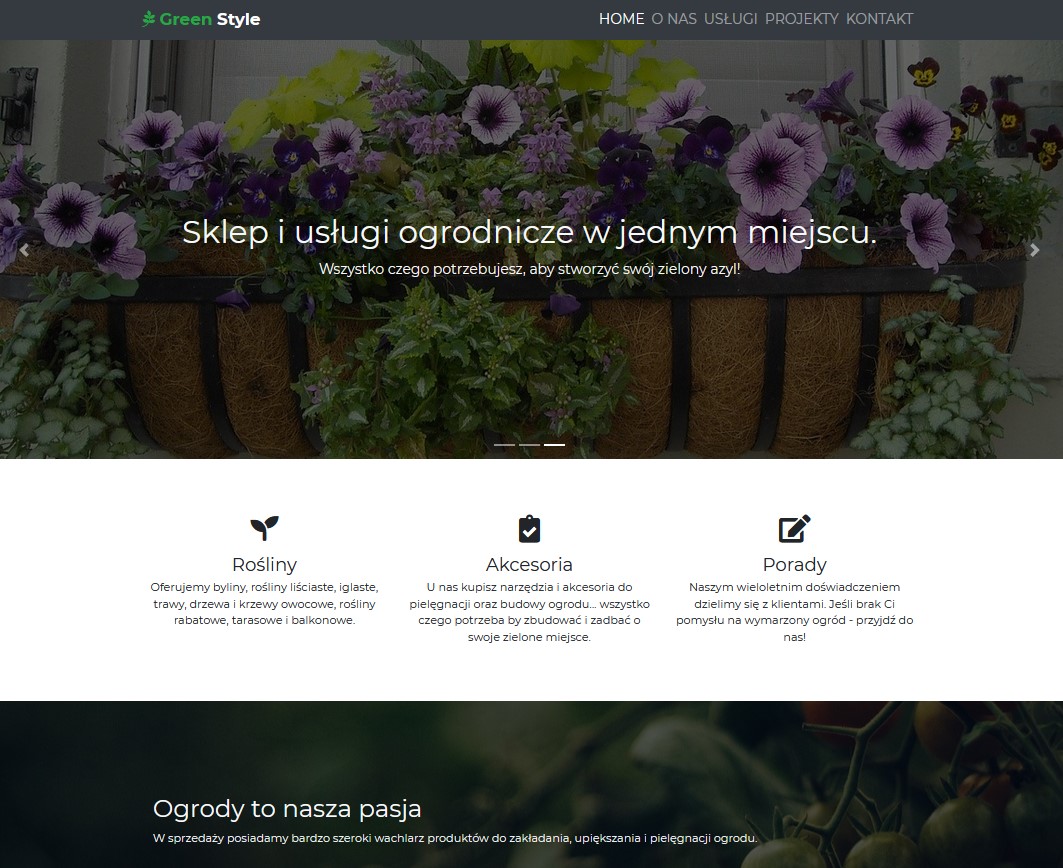 Green Style
HOME O NAS USŁUGI PROJEKTY KONTAKT
Sklep i usługi ogrodnicze w jednym miejscu.
Wszystko czego potrzebujesz, aby stworzyć swój zielony azyl!
Rośliny
Oferujemy byliny, rośliny liściaste, iglaste,
trawy, drzewa i krzewy owocowe, rośliny
rabatowe, tarasowe i balkonowe.
Akcesoria
U nas kupisz narzędzia i akcesoria do
pielęgnacji oraz budowy ogrodu... wszystko
czego potrzeba by zbudować i zadbać o
swoje zielone miejsce.
Porady
Naszym wieloletnim doświadczeniem
dzielimy się z klientami. Jeśli brak Ci
pomysłu na wymarzony ogród - przyjdź do
nas!
Ogrody to nasza pasja
W sprzedaży posiadamy bardzo szeroki wachlarz produktów do zakładania, upiększania i pielęgnacji ogrodu.